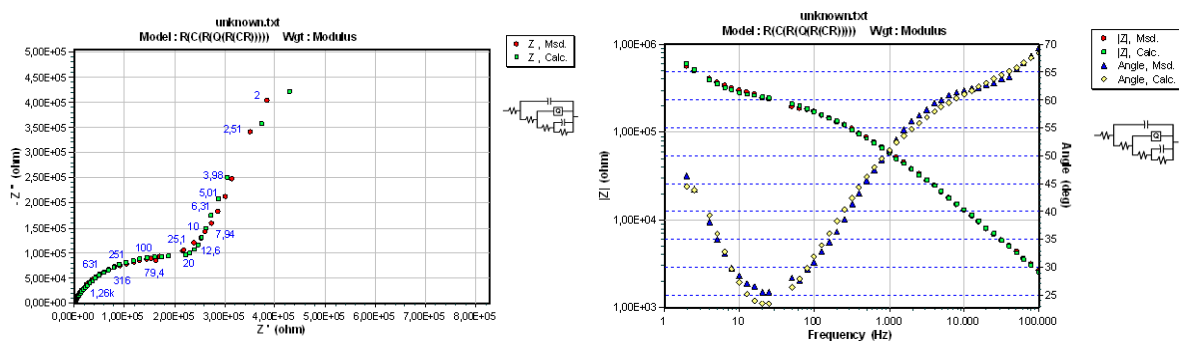 unknown.txt
Model : R(C(R(Q(R(CR))))) Wgt : Modulus
5,00E+05
4,50E+05
4,00E+05
3,50E+05
3,00E+05
2,50E+05
2,00E+05
1,50E+05
1,00E+05
5,00E+04
0,00E+00
- Z '' (ohm)
2
2,51
3,98
5,01
6,31
7,94
10
12,6
25,1
20
100
79,4
251
316
631
1,26k
0,00E+00 1,00E+05 2,00E+05 3,00E+05 4,00E+05 5,00E+05 6,00E+05 7,00E+05 8,00E+05
Z ' (ohm)
Z , Msd.
Z , Calc.
unknown.txt
Model : R(C(R(Q(R(CR))))) Wgt : Modulus
1,00E+06
1,00E+05
1,00E+04
1,00E+03
|Z| (ohm)
70
65
60
55
50
45
40
35
30
25
Angle (deg)
1 10 100 1.000 10.000 100.000
Frequency (Hz)
|Z|, Msd.
|Z|, Calc.
Angle, Msd.
Angle, Calc.
Q
Q